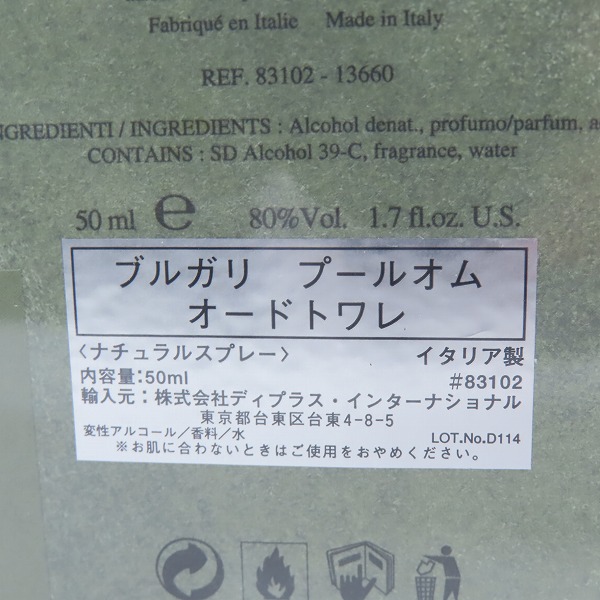 Fabriqué en Italie Made in Italy
REF. 83102 - 13660
INGREDIENTI / INGREDIENTS : Alcohol denat., profumo/parfum,
CONTAINS : SD Alcohol 39-C, fragrance, water
50 ml e 80%Vol. 1.7 fl.oz. U.S.
ブルガリ プールオム
オードトワレ
〈ナチュラルスプレー〉 イタリア製
内容量:50ml #83102
輸入元:株式会社ディプラス・インターナショナル
東京都台東区台東4-8-5
変性アルコール/香料/水 LOT.No.D114
※お肌に合わないときはご使用をおやめください。